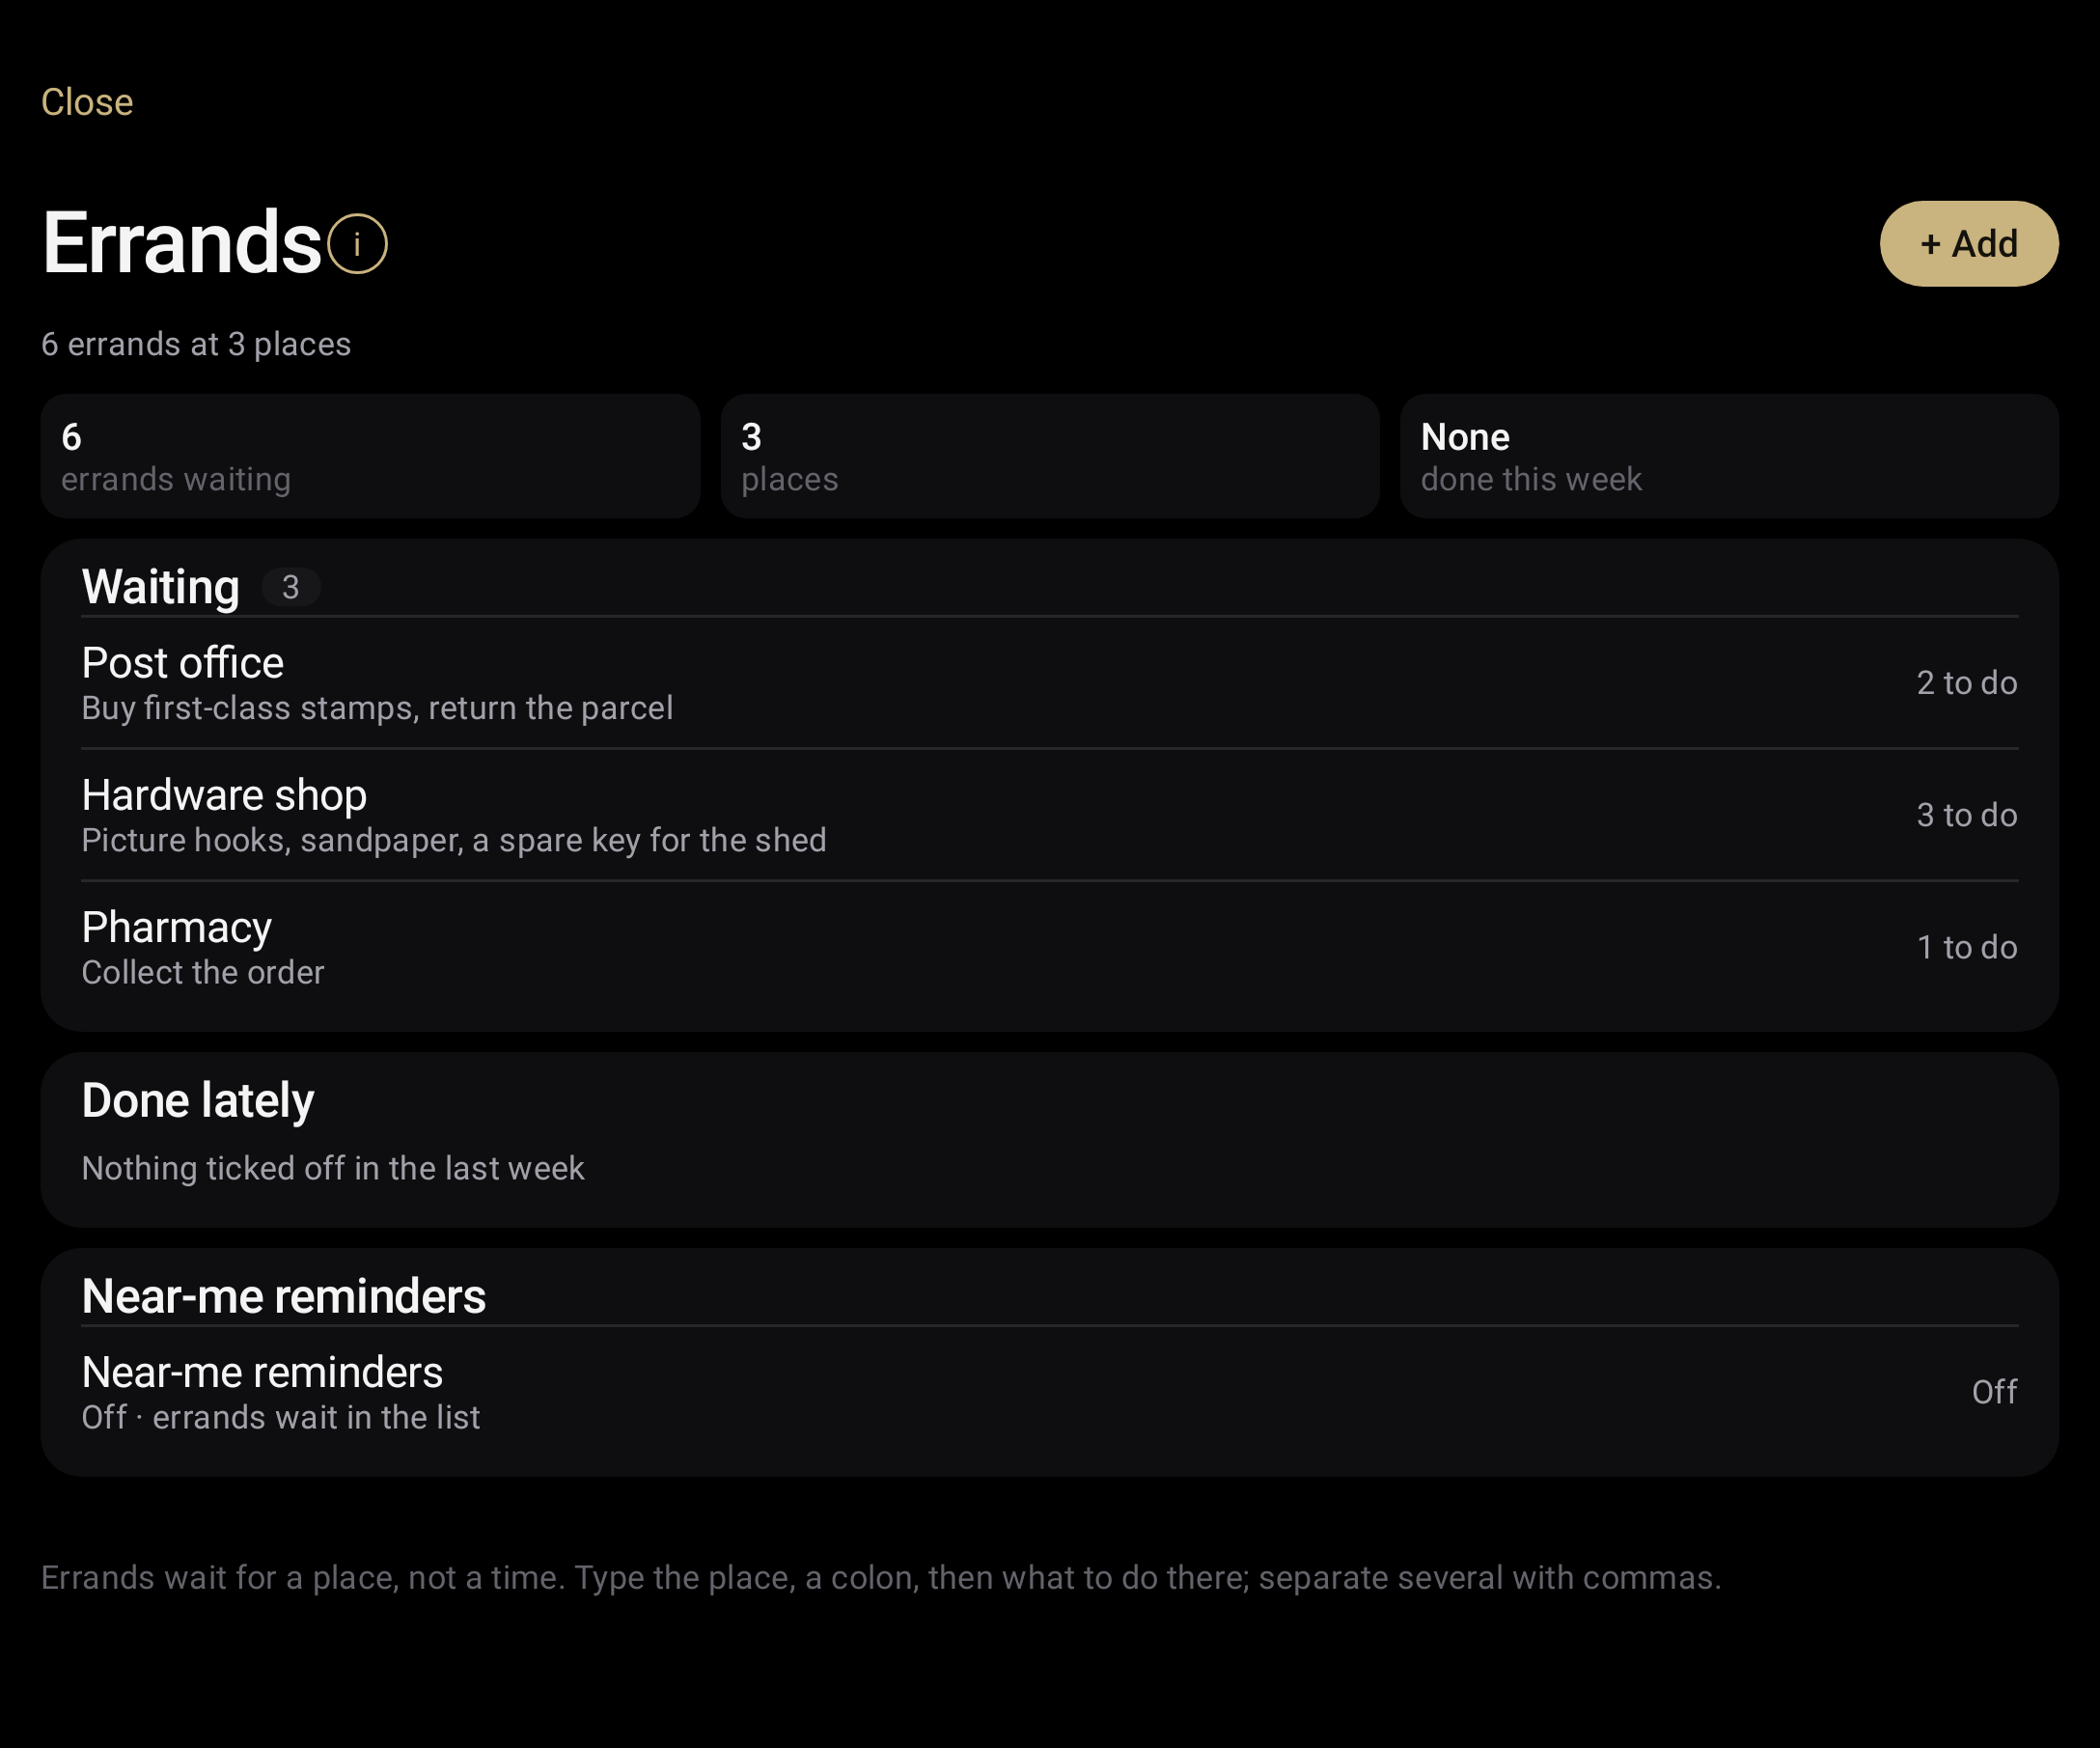 Close
Errands i
+ Add
6 errands at 3 places
6
errands waiting
3
places
None
done this week
Waiting 3
Post office
Buy first-class stamps, return the parcel
2 to do
Hardware shop
Picture hooks, sandpaper, a spare key for the shed
3 to do
Pharmacy
Collect the order
1 to do
Done lately
Nothing ticked off in the last week
Near-me reminders
Near-me reminders
Off · errands wait in the list
Off
Errands wait for a place, not a time. Type the place, a colon, then what to do there; separate several with commas.